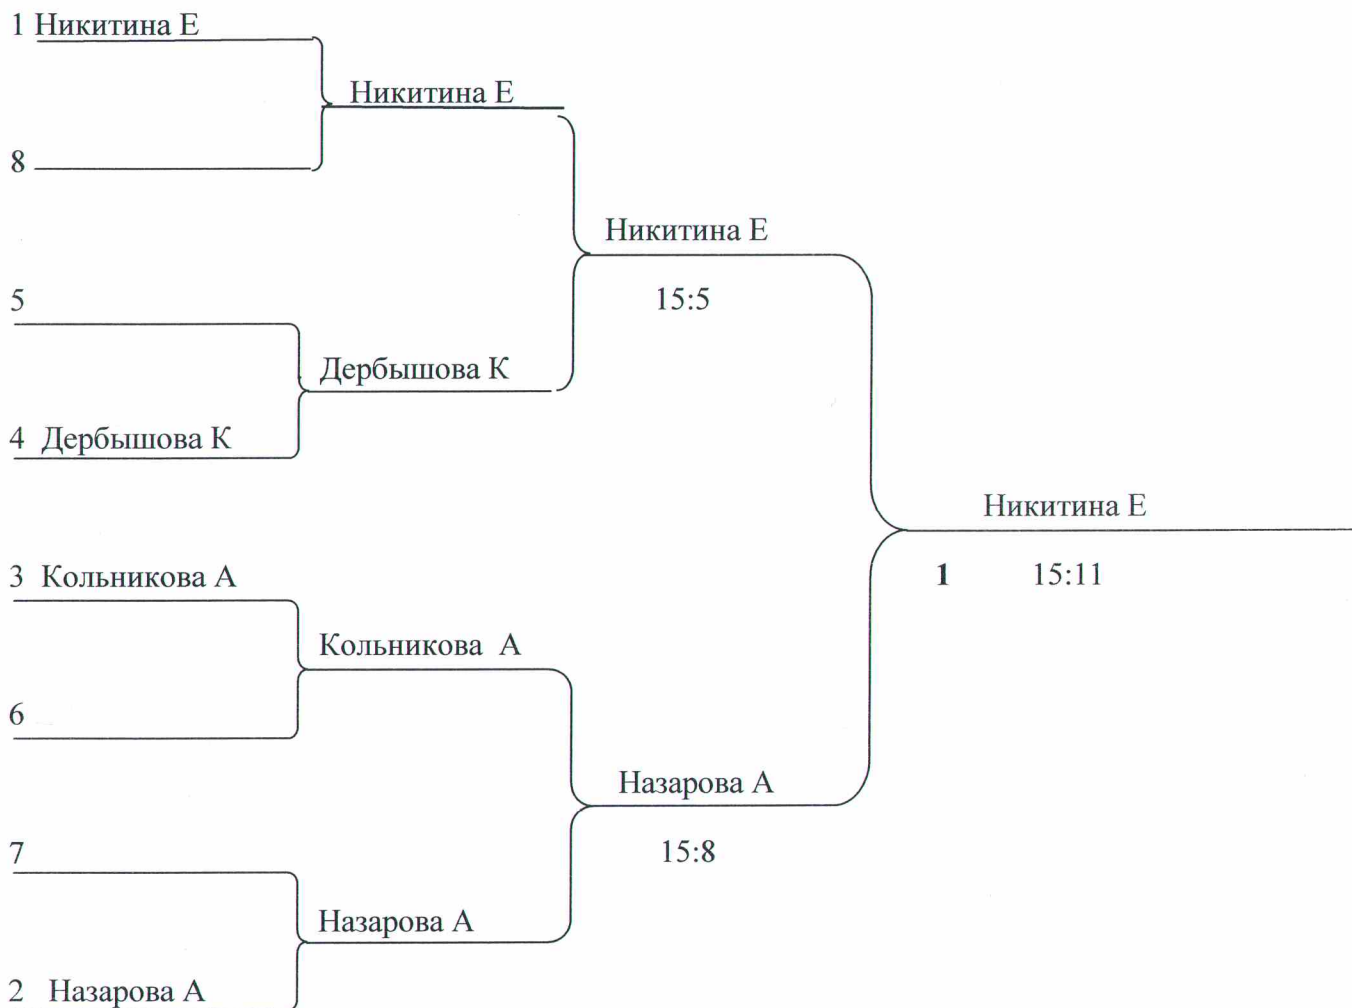 1 Никитина Е
Никитина Е
8
Никитина Е
15:5
5
Дербышова К
4 Дербышова К
Никитина Е
1 15:11
3 Кольникова А
Кольникова А
6
Назарова А
15:8
7
Назарова А
2 Назарова А